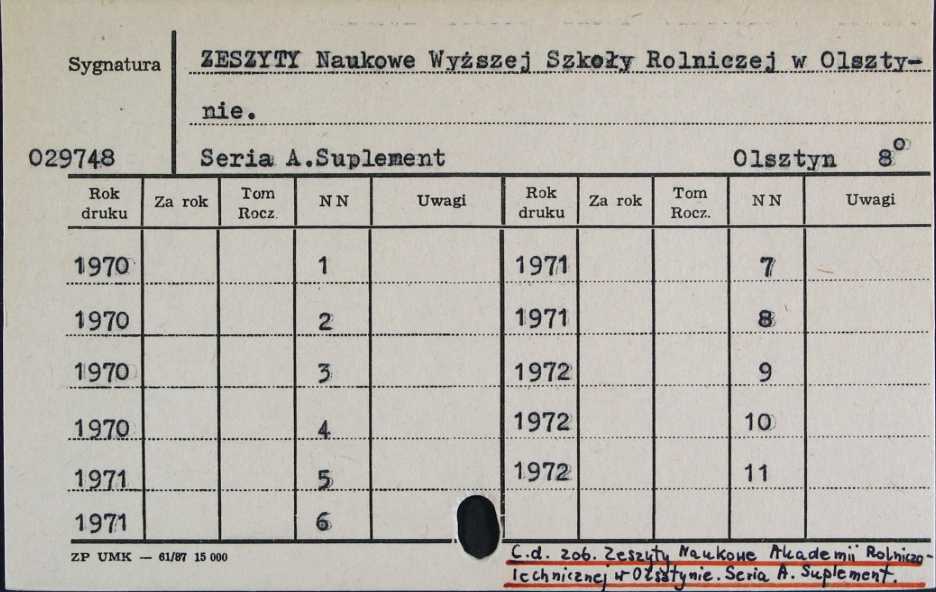 Sygnatura ZESZYTY Naukowe Wyższej Szkoły Rolniczej w Olszty-
nie.
029748 Seria A.Suplement Olsztyn 8°
Rok druku Za rok Tom Rocz. NN Uwagi Rok druku Za rok Tom Rocz. NN Uwagi
1970 1 1971 7
1970 2 1971 8
1970 3 1972 9
1970 4 1972 10
1971 5 1972 11
1971 6
ZP UMK — 61/87 15 000
C.d. zob. Zeszyty Naukowe Akademii Rolniczo-
Technicznej w Olsztynie. Seria A. Suplement.